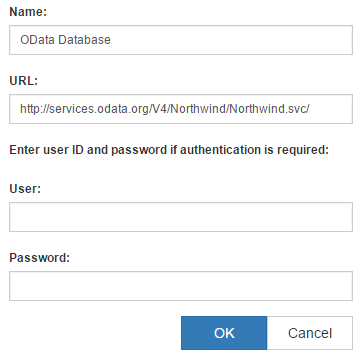 Name:
OData Database
URL:
http://services.odata.org/V4/Northwind/Northwind.svc/
Enter user ID and password if authentication is required:
User:
Password:
OK Cancel